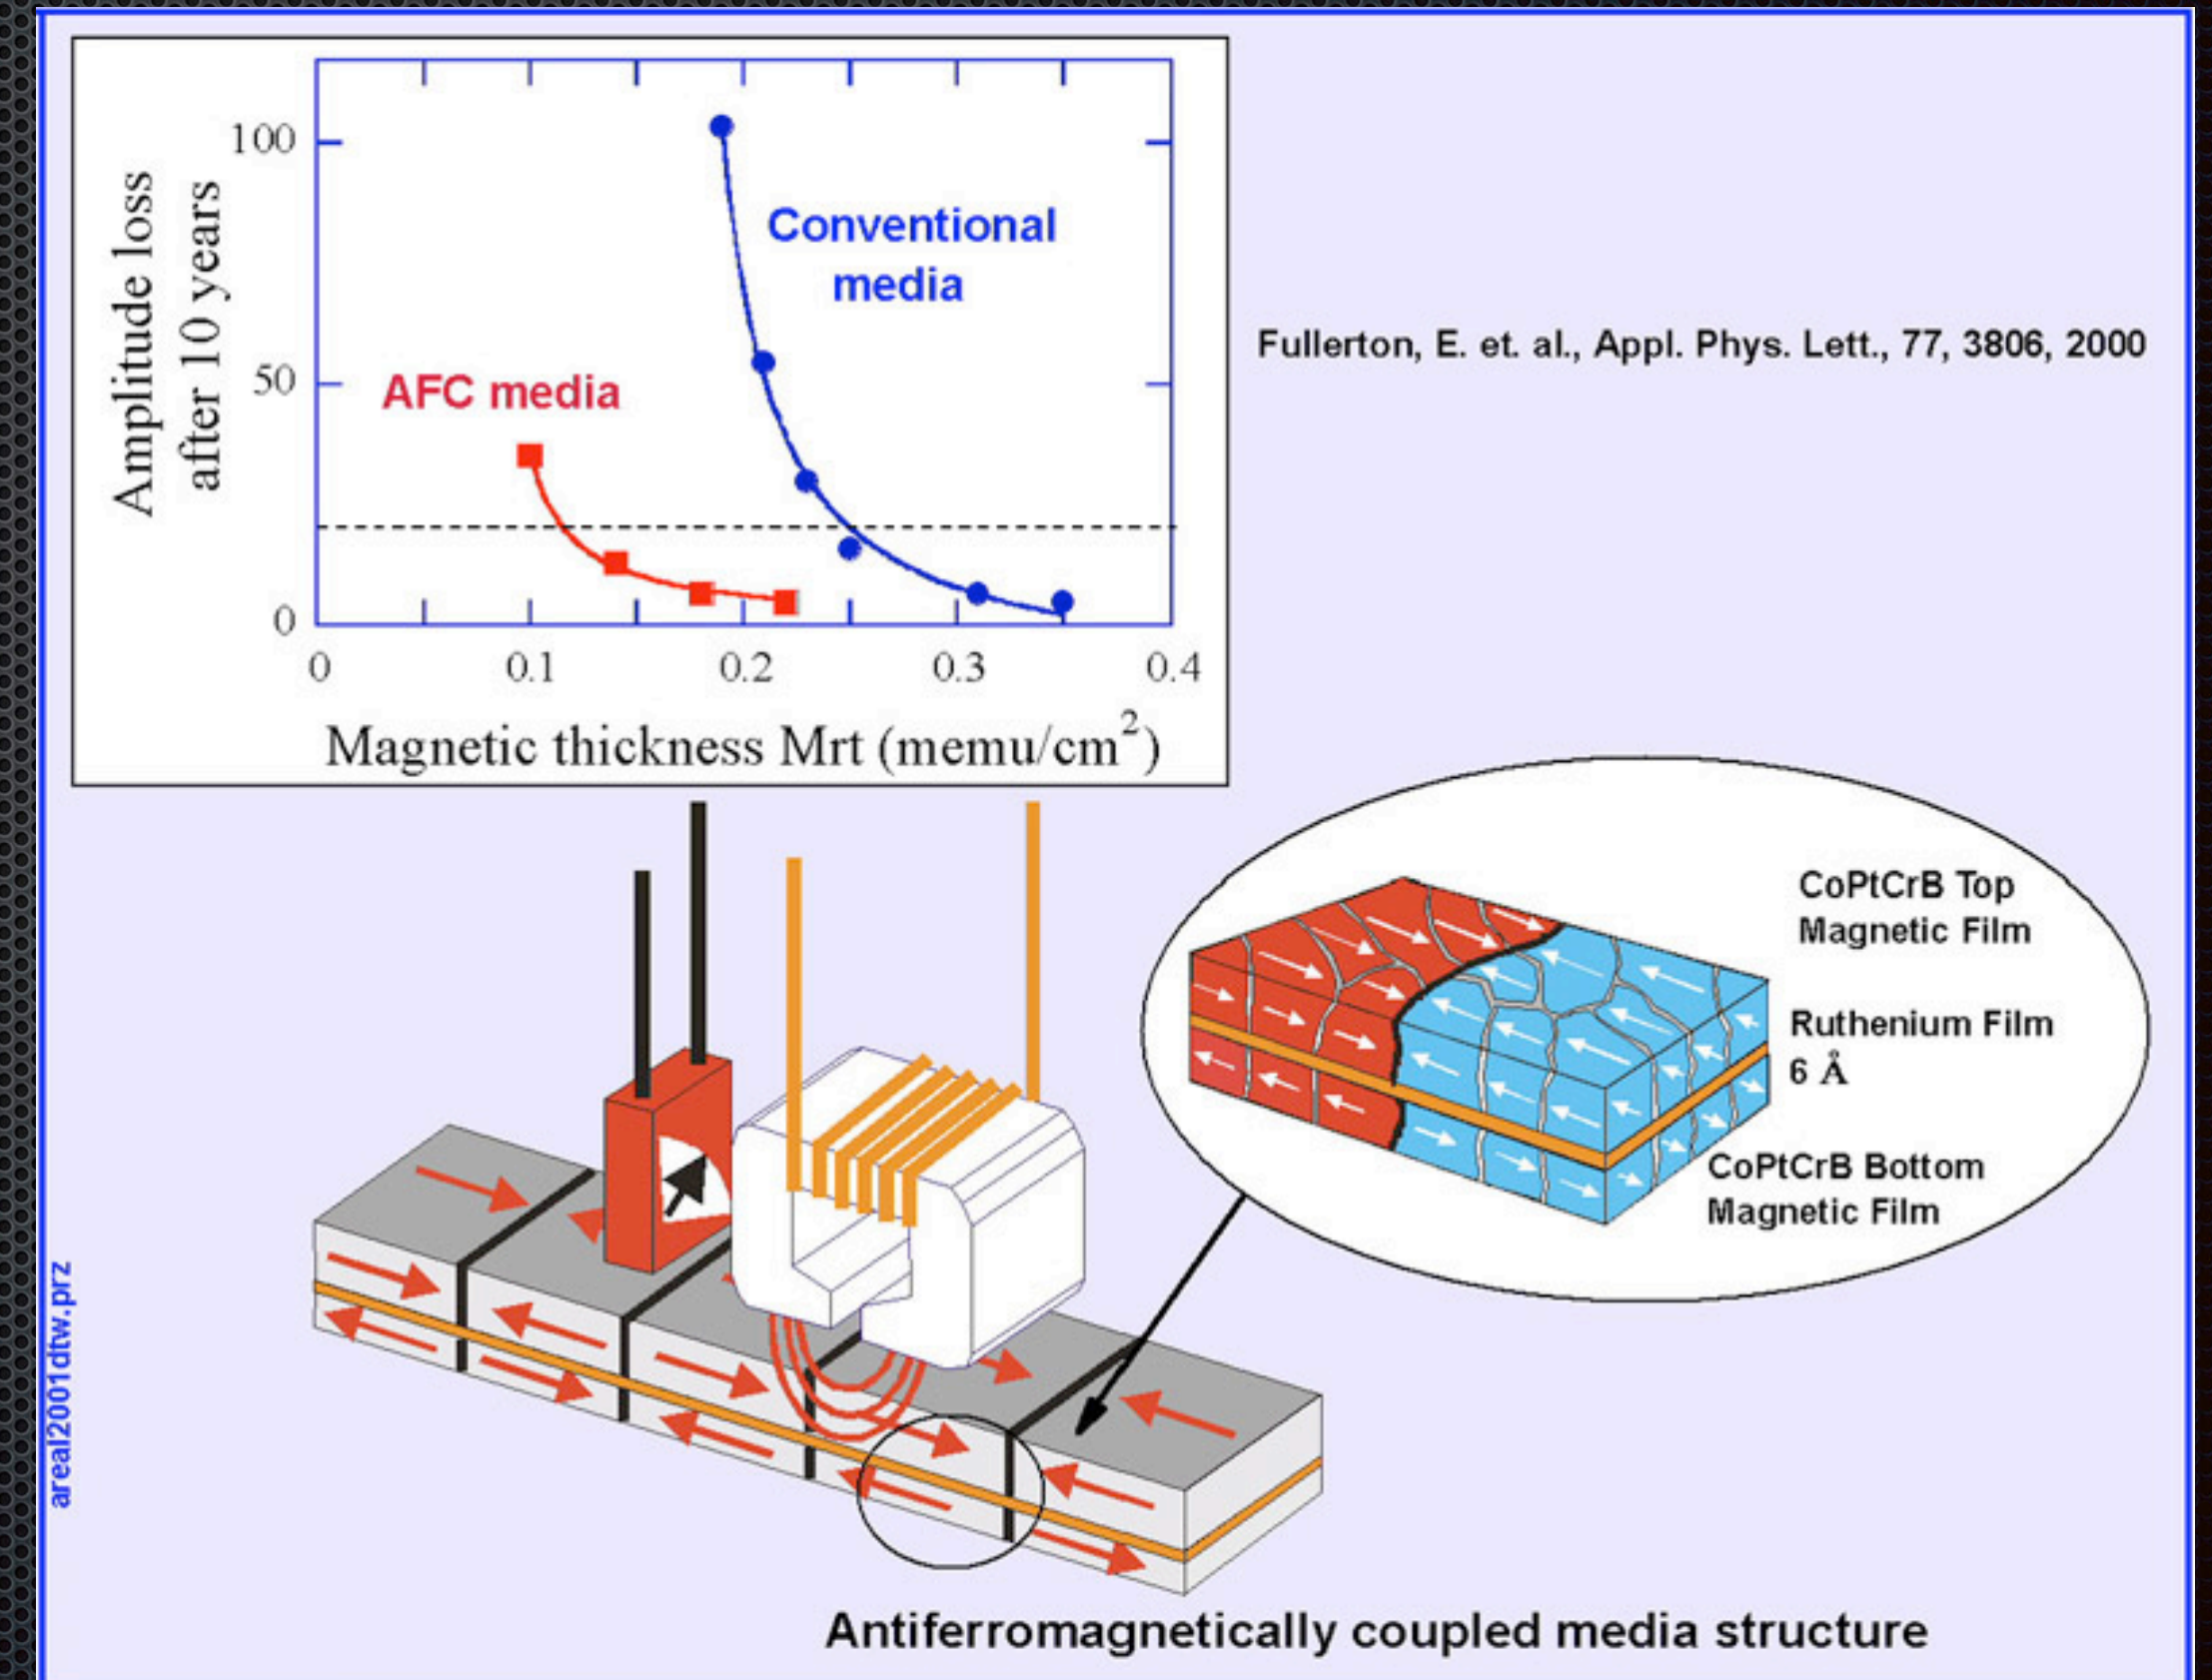 100
50
0
0
0.1
0.2
0.3
0.4
Amplitude loss
after 10 years
Conventional
media
AFC media
Magnetic thickness Mrt (memu/cm²)
Fullerton, E. et. al., Appl. Phys. Lett., 77, 3806, 2000
CoPtCrB Top
Magnetic Film
Ruthenium Film
6 Å
CoPtCrB Bottom
Magnetic Film
areal2001dtw.prz
Antiferromagnetically coupled media structure